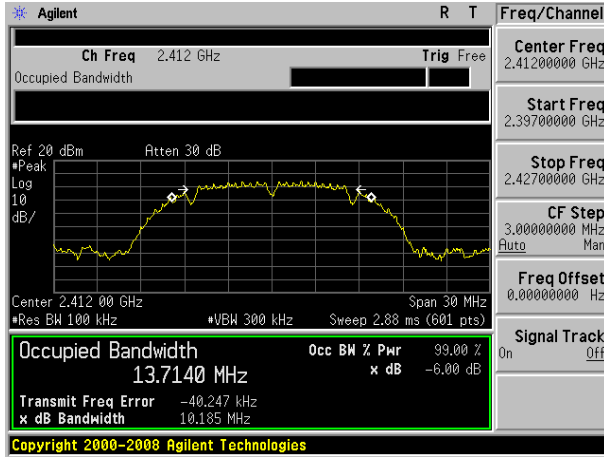 Agilent R T
Freq/Channel
Ch Freq 2.412 GHz Trig Free
Occupied Bandwidth
Center Freq
2.41200000 GHz
Start Freq
2.39700000 GHz
Stop Freq
2.42700000 GHz
CF Step
3.00000000 MHz
Auto Man
Freq Offset
0.00000000 Hz
Signal Track
On Off
Ref 20 dBm Atten 30 dB
#Peak
Log
10
dB/
Center 2.412 00 GHz Span 30 MHz
#Res BW 100 kHz #VBW 300 kHz Sweep 2.88 ms (601 pts)
Occupied Bandwidth
13.7140 MHz
Occ BW % Pwr 99.00 %
x dB -6.00 dB
Transmit Freq Error -40.247 kHz
x dB Bandwidth 10.185 MHz
Copyright 2000-2008 Agilent Technologies